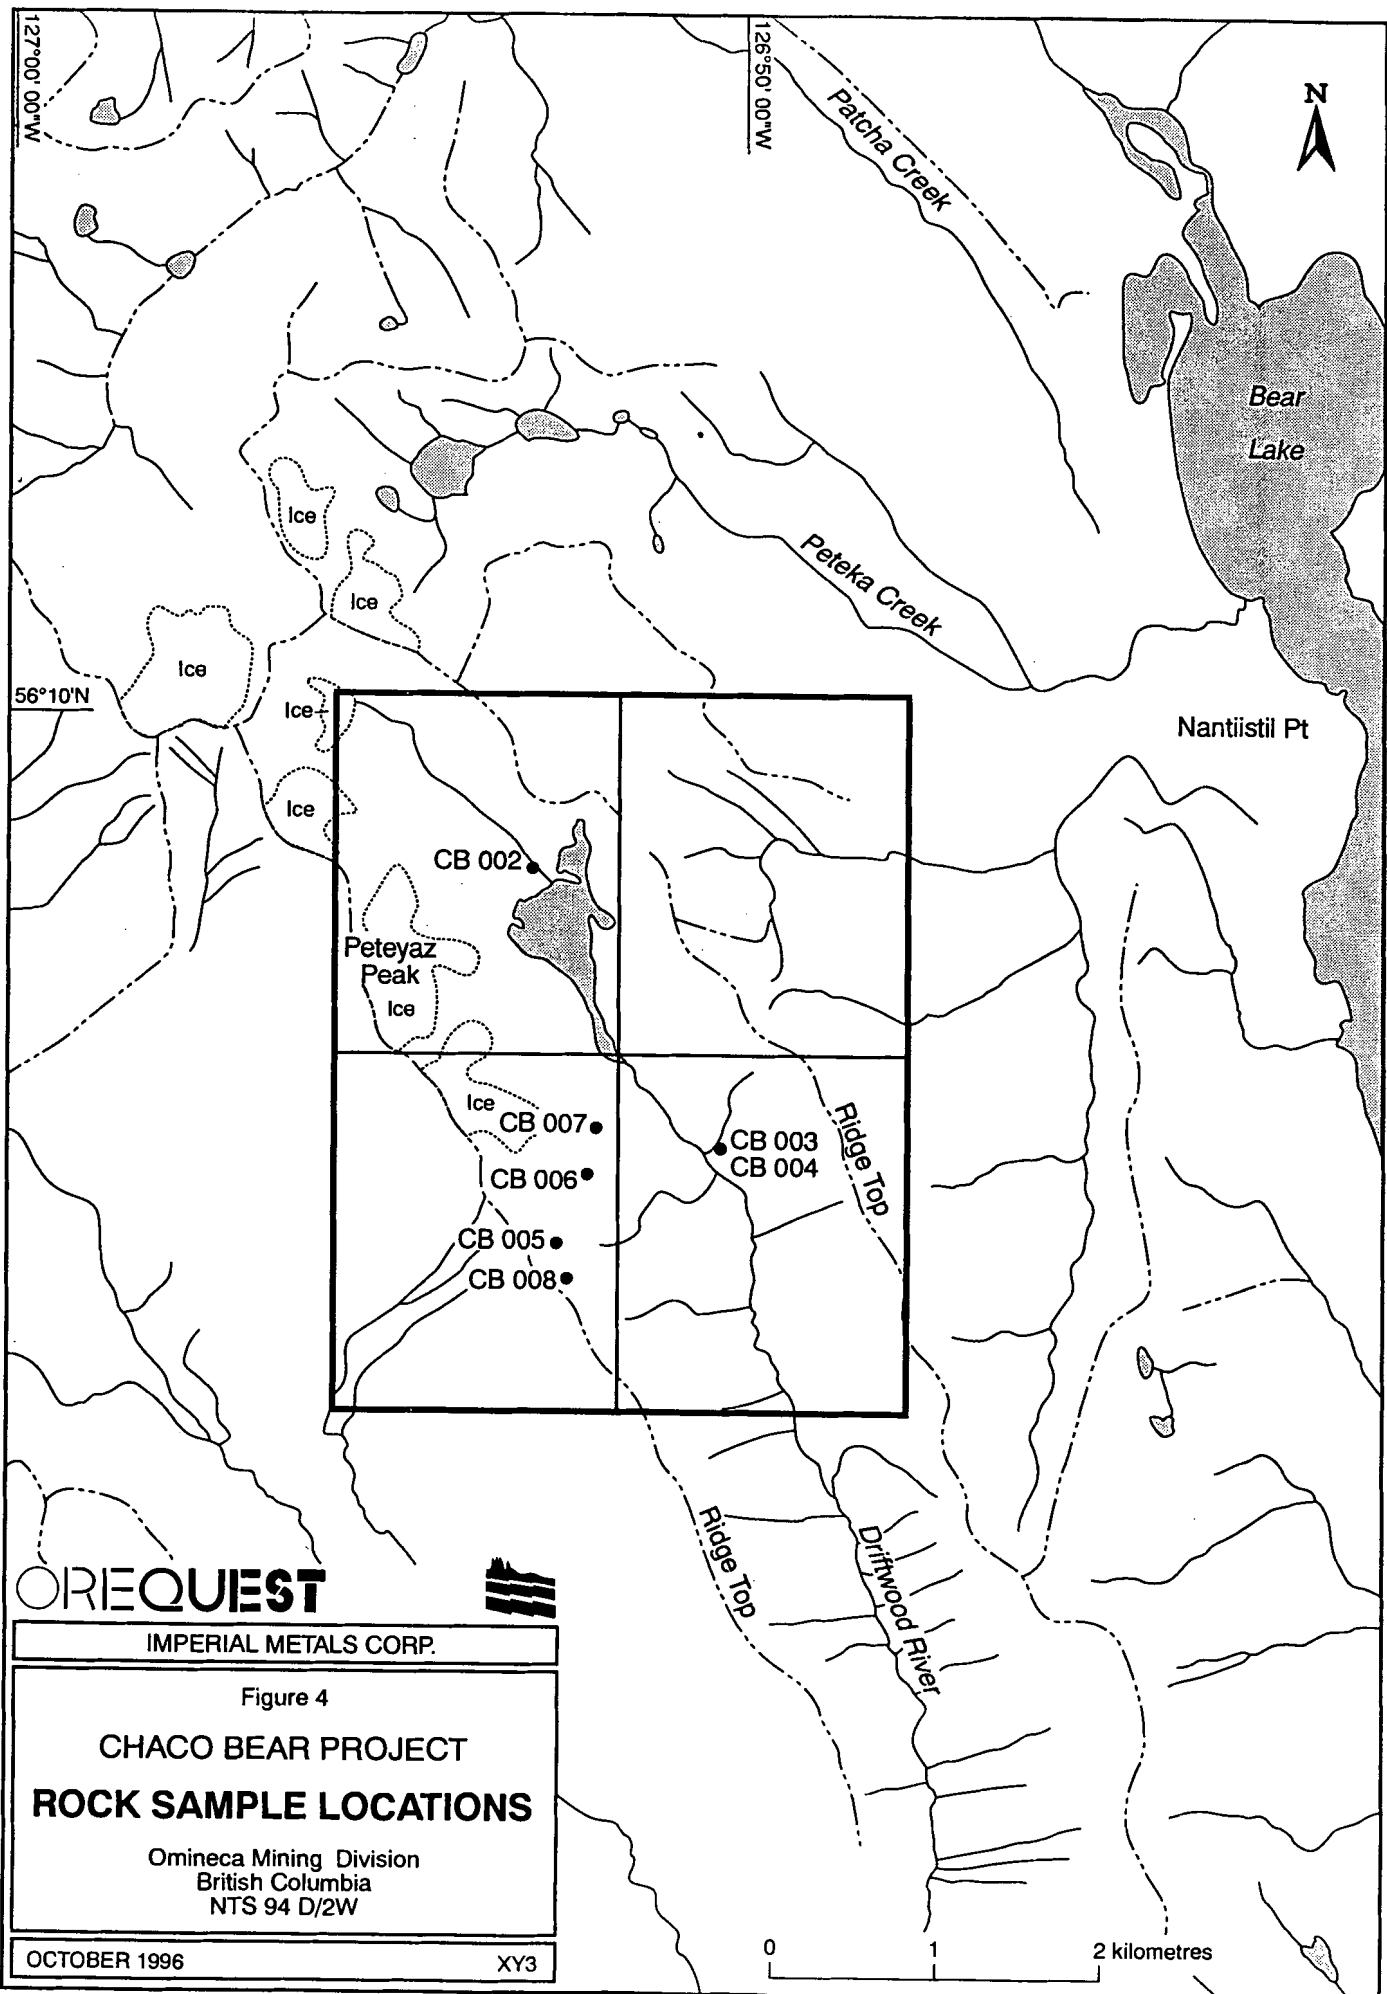 127°00' 00"W
126°50' 00"W
N
Patcha Creek
Bear
Lake
Ice
Peteka Creek
Ice
Ice
56°10'N
Ice
Nantiistil Pt
Ice
CB 002
Peteyaz
Peak
Ice
Ice
CB 007
CB 003
CB 004
Ridge Top
CB 006
CB 005
CB 008
Ridge Top
Driftwood River
OREQUEST
IMPERIAL METALS CORP.
Figure 4
CHACO BEAR PROJECT
ROCK SAMPLE LOCATIONS
Omineca Mining Division
British Columbia
NTS 94 D/2W
OCTOBER 1996
XY3
0
1
2 kilometres